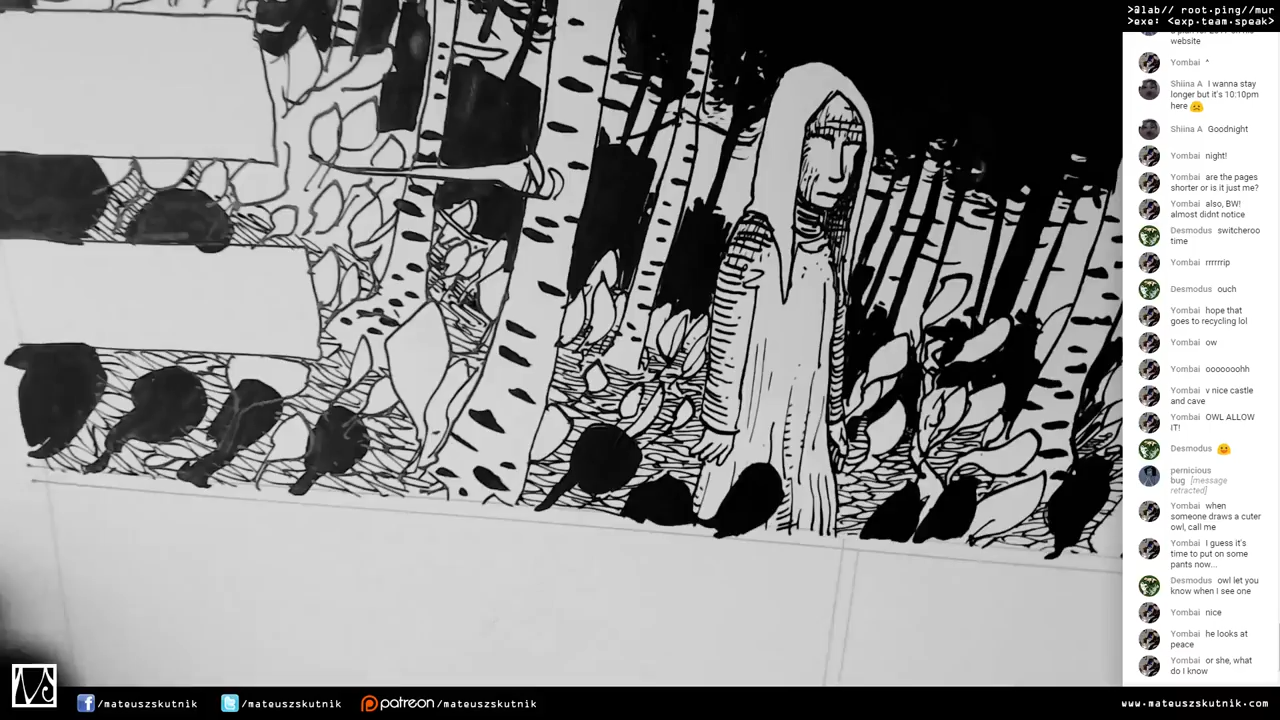 >@lab// root.ping//mur
>exe: <exp.team.speak>
website
Yombai ^
Shiina A I wanna stay
longer but it's 10:10pm
here
Shiina A Goodnight
Yombai night!
Yombai are the pages
shorter or is it just me?
Yombai also, BW!
almost didnt notice
Desmodus switcheroo
time
Yombai rrrrrrip
Desmodus ouch
Yombai hope that
goes to recycling lol
Yombai ow
Yombai ooooooohh
Yombai v nice castle
and cave
Yombai OWL ALLOW
IT!
Desmodus
pernicious
bug [message
retracted]
Yombai when
someone draws a cuter
owl, call me
Yombai I guess it's
time to put on some
pants now...
Desmodus owl let you
know when I see one
Yombai nice
Yombai he looks at
peace
Yombai or she, what
do I know
/mateuszskutnik
/mateuszskutnik
patreon/mateuszskutnik
www.mateuszskutnik.com